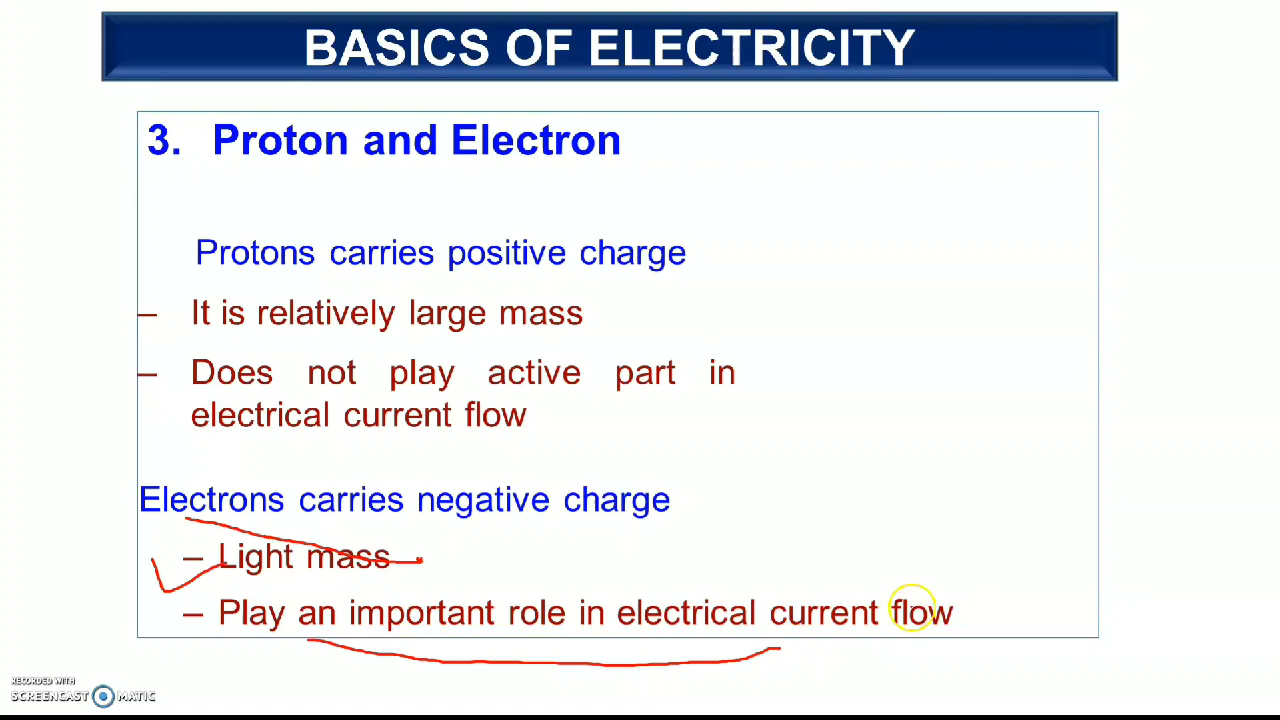 BASICS OF ELECTRICITY
3. Proton and Electron
Protons carries positive charge
– It is relatively large mass
– Does not play active part in
electrical current flow
Electrons carries negative charge
– Light mass
– Play an important role in electrical current flow
RECORDED WITH
SCREENCAST MATIC